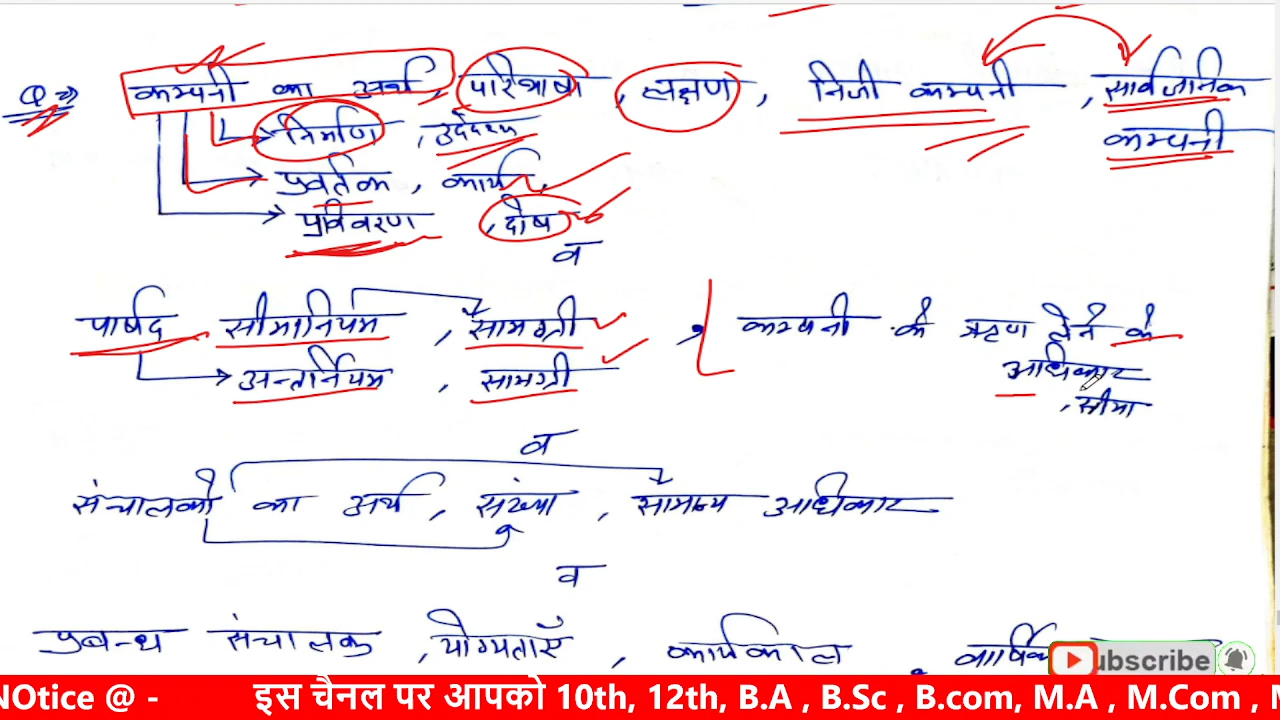 Q ⇒ कम्पनी का अर्थ, परिभाषा, लक्षण, निजी कम्पनी, सार्वजनिक
कम्पनी
निर्माण, उद्देश्य
प्रवर्तक, कार्य,
प्रविवरण, दोष
व
पार्षद सीमानियम, सामग्री, कम्पनी के ऋण लेने के
अधिकार
अन्तर्नियम, सामग्री
, सीमा
व
संचालको का अर्थ, संख्या, सामान्य अधिकार
व
प्रबन्ध संचालक, योग्यताएँ, कार्यकाल, वार्षिक
ubscribe
NOtice @ - इस चैनल पर आपको 10th, 12th, B.A , B.Sc , B.com, M.A , M.Com ,